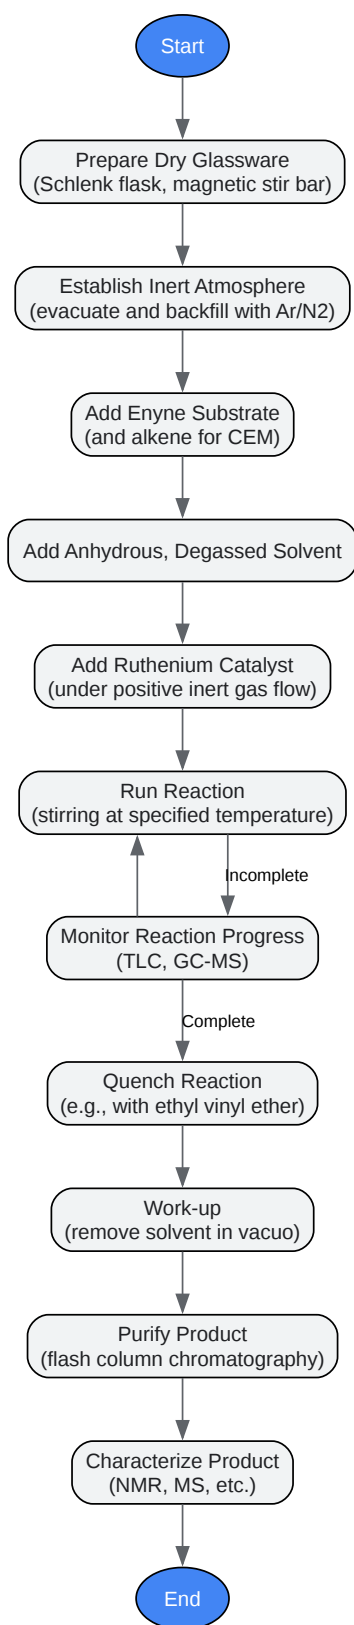 Start
Prepare Dry Glassware
(Schlenk flask, magnetic stir bar)
Establish Inert Atmosphere
(evacuate and backfill with Ar/N2)
Add Enyne Substrate
(and alkene for CEM)
Add Anhydrous, Degassed Solvent
Add Ruthenium Catalyst
(under positive inert gas flow)
Run Reaction
(stirring at specified temperature)
Incomplete
Monitor Reaction Progress
(TLC, GC-MS)
Complete
Quench Reaction
(e.g., with ethyl vinyl ether)
Work-up
(remove solvent in vacuo)
Purify Product
(flash column chromatography)
Characterize Product
(NMR, MS, etc.)
End